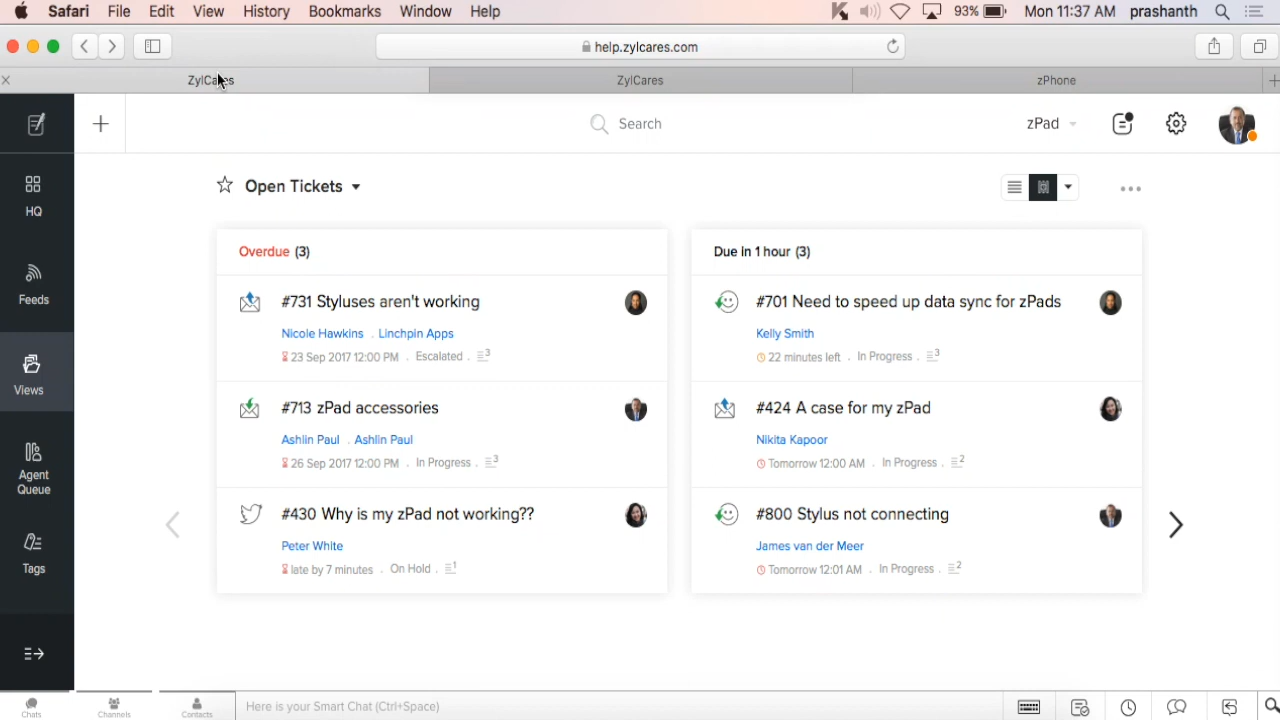 Safari File Edit View History Bookmarks Window Help 93% Mon 11:37 AM prashanth
help.zylcares.com
ZylCares ZylCares zPhone
Search zPad
HQ
Feeds
Views
Agent
Queue
Tags
Open Tickets
Overdue (3)
#731 Styluses aren't working
Nicole Hawkins . Linchpin Apps
23 Sep 2017 12:00 PM . Escalated . 3
#713 zPad accessories
Ashlin Paul . Ashlin Paul
26 Sep 2017 12:00 PM . In Progress . 3
#430 Why is my zPad not working??
Peter White
late by 7 minutes . On Hold . 1
Due in 1 hour (3)
#701 Need to speed up data sync for zPads
Kelly Smith
22 minutes left . In Progress . 3
#424 A case for my zPad
Nikita Kapoor
Tomorrow 12:00 AM . In Progress . 2
#800 Stylus not connecting
James van der Meer
Tomorrow 12:01 AM . In Progress . 2
Chats Channels Contacts Here is your Smart Chat (Ctrl+Space)